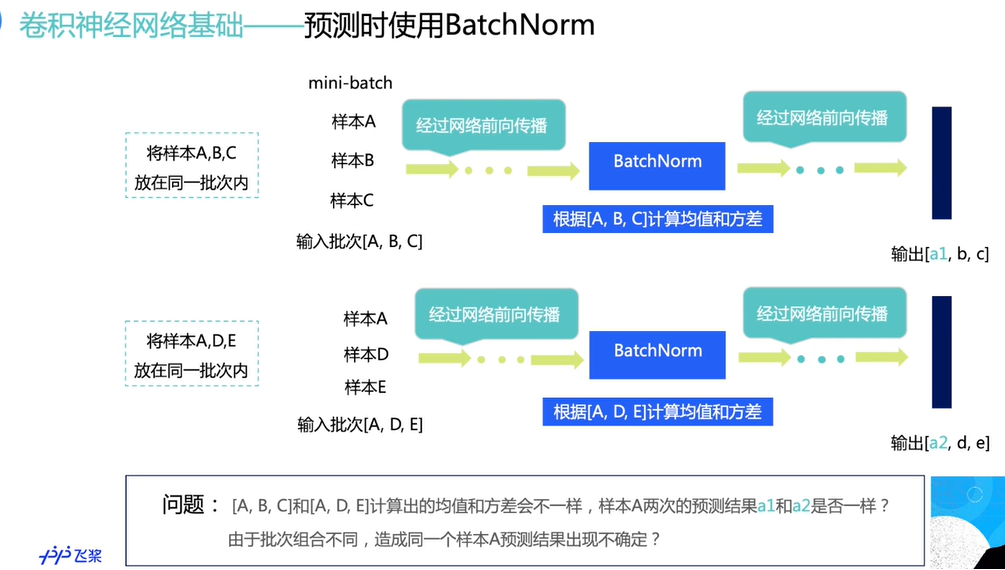 卷积神经网络基础——预测时使用BatchNorm
mini-batch
将样本A,B,C
放在同一批次内
样本A
样本B
样本C
输入批次[A, B, C]
经过网络前向传播
BatchNorm
根据[A, B, C]计算均值和方差
经过网络前向传播
输出[a1, b, c]
将样本A,D,E
放在同一批次内
样本A
样本D
样本E
输入批次[A, D, E]
经过网络前向传播
BatchNorm
根据[A, D, E]计算均值和方差
经过网络前向传播
输出[a2, d, e]
问题： [A, B, C]和[A, D, E]计算出的均值和方差会不一样，样本A两次的预测结果a1和a2是否一样？
由于批次组合不同，造成同一个样本A预测结果出现不确定？
飞桨